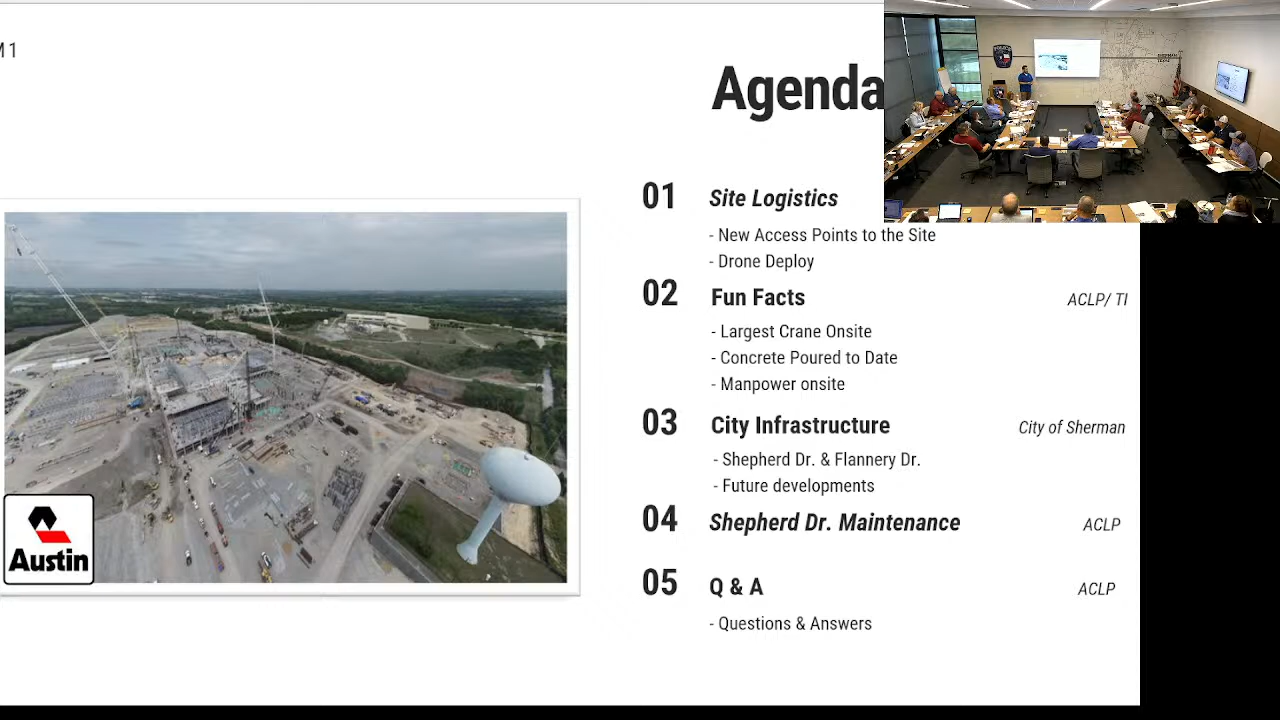 M 1
Agenda
01 Site Logistics
- New Access Points to the Site
- Drone Deploy
02 Fun Facts ACLP/ TI
- Largest Crane Onsite
- Concrete Poured to Date
- Manpower onsite
03 City Infrastructure City of Sherman
- Shepherd Dr. & Flannery Dr.
- Future developments
04 Shepherd Dr. Maintenance ACLP
05 Q & A ACLP
- Questions & Answers
Austin
POLICE